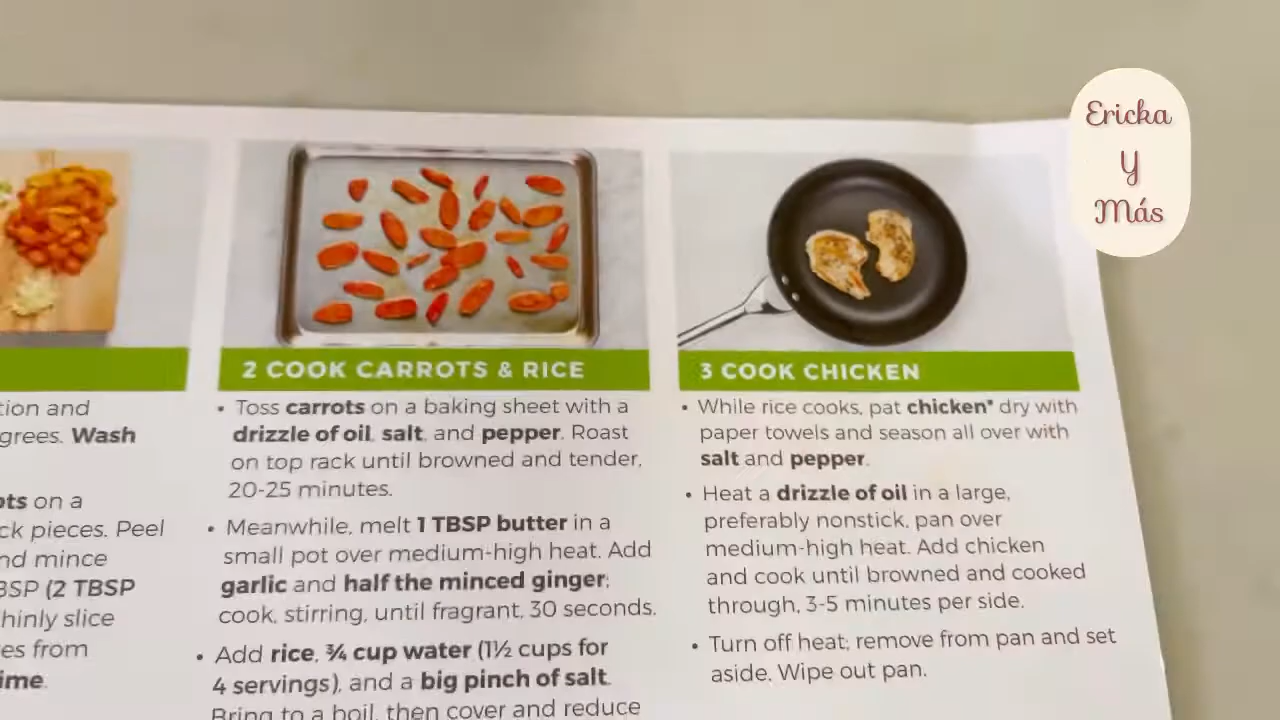 Ericka
Y
Más
tion and
grees. Wash
ots on a
ck pieces. Peel
nd mince
BSP (2 TBSP
hinly slice
es from
ime.
2 COOK CARROTS & RICE
• Toss carrots on a baking sheet with a
drizzle of oil, salt, and pepper. Roast
on top rack until browned and tender,
20-25 minutes.
• Meanwhile, melt 1 TBSP butter in a
small pot over medium-high heat. Add
garlic and half the minced ginger;
cook, stirring, until fragrant, 30 seconds.
• Add rice, ¾ cup water (1½ cups for
4 servings), and a big pinch of salt.
Bring to a boil, then cover and reduce
3 COOK CHICKEN
• While rice cooks, pat chicken* dry with
paper towels and season all over with
salt and pepper.
• Heat a drizzle of oil in a large,
preferably nonstick, pan over
medium-high heat. Add chicken
and cook until browned and cooked
through, 3-5 minutes per side.
• Turn off heat; remove from pan and set
aside. Wipe out pan.